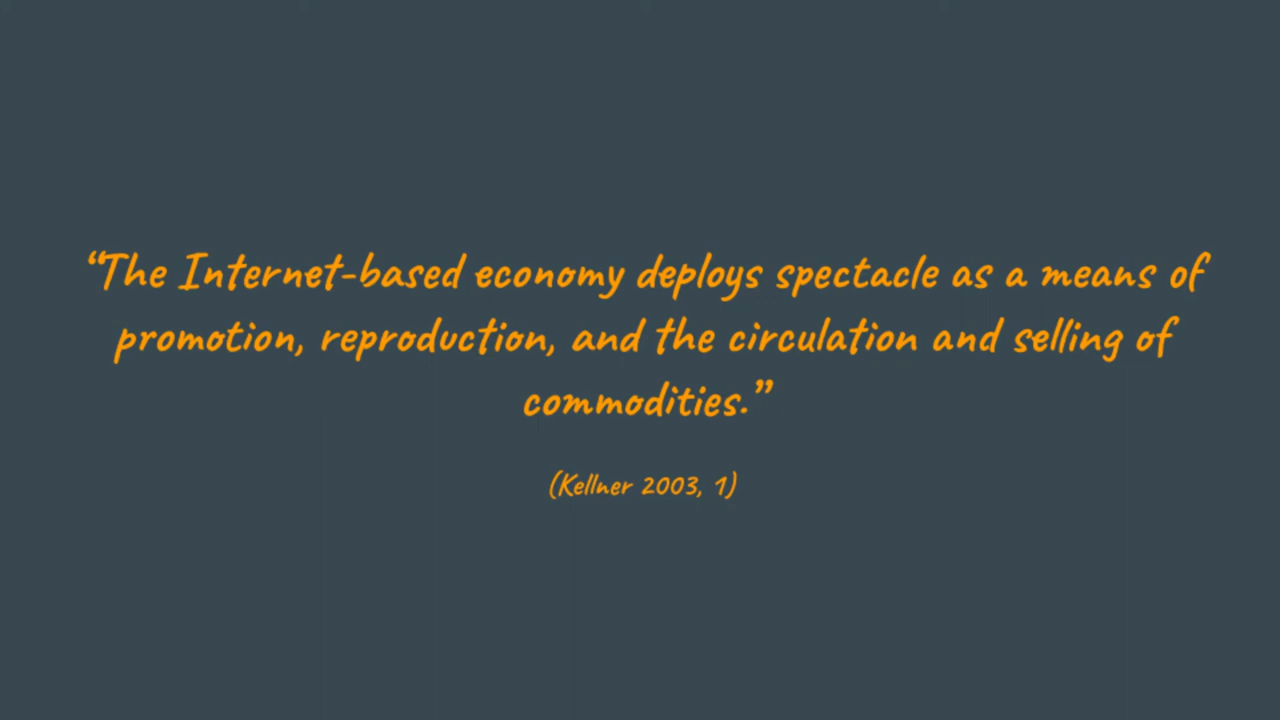 “The Internet-based economy deploys spectacle as a means of
promotion, reproduction, and the circulation and selling of
commodities.”
(Kellner 2003, 1)